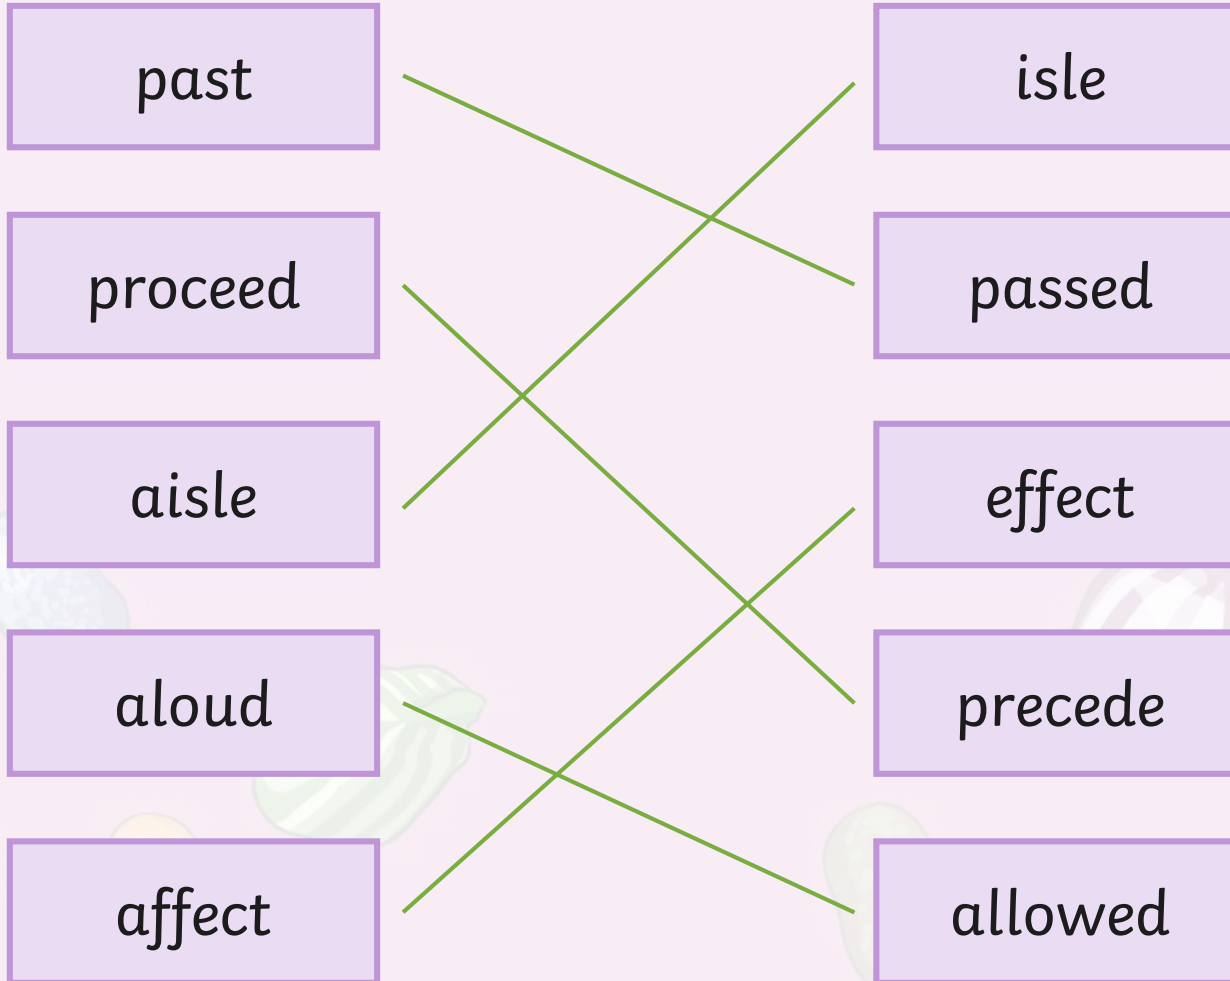 past isle
proceed passed
aisle effect
aloud precede
affect allowed